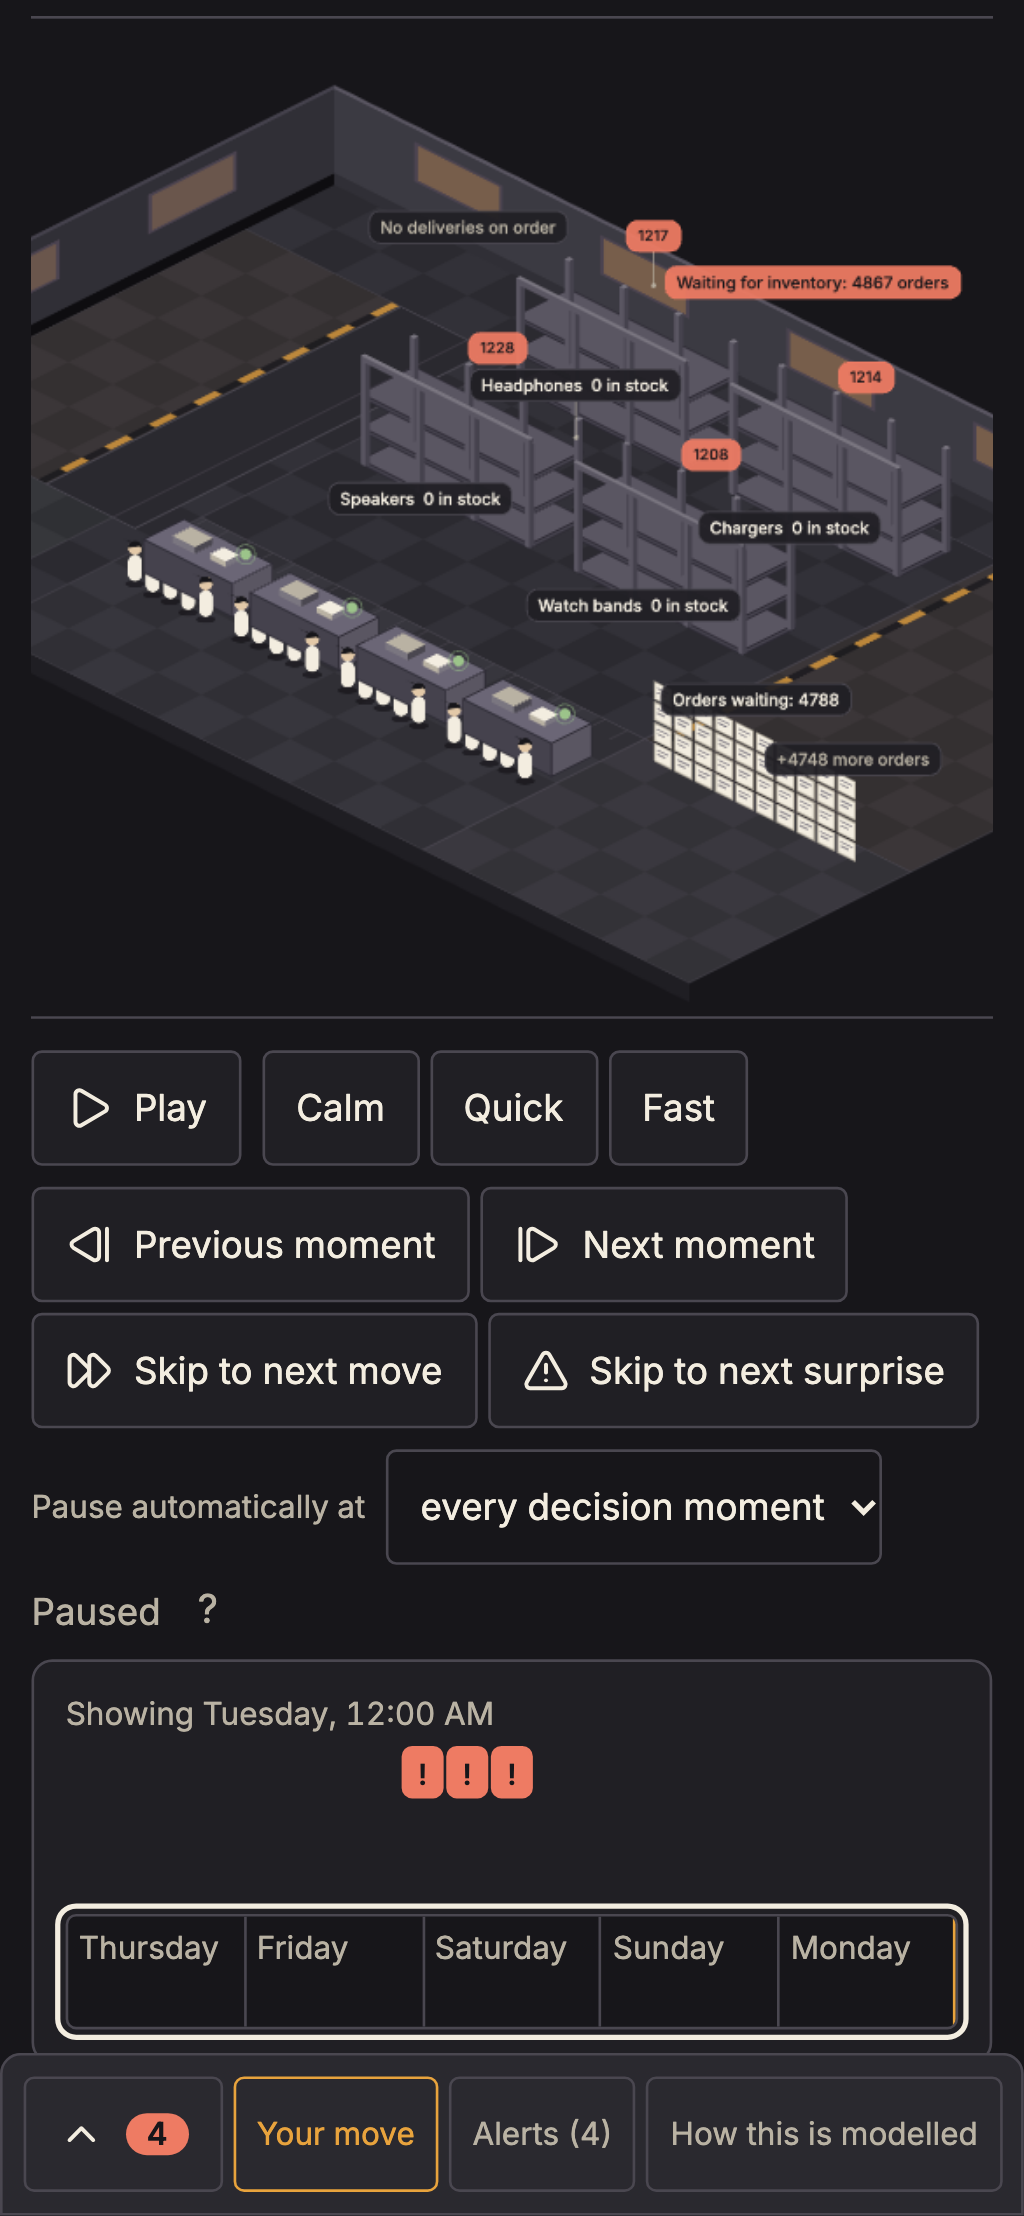 No deliveries on order
1217
Waiting for inventory: 4867 orders
1228
Headphones 0 in stock
1214
1208
Speakers 0 in stock
Chargers 0 in stock
Watch bands 0 in stock
Orders waiting: 4788
+4748 more orders
Play Calm Quick Fast
Previous moment Next moment
Skip to next move Skip to next surprise
Pause automatically at every decision moment
Paused ?
Showing Tuesday, 12:00 AM
! ! !
Thursday Friday Saturday Sunday Monday
4 Your move Alerts (4) How this is modelled